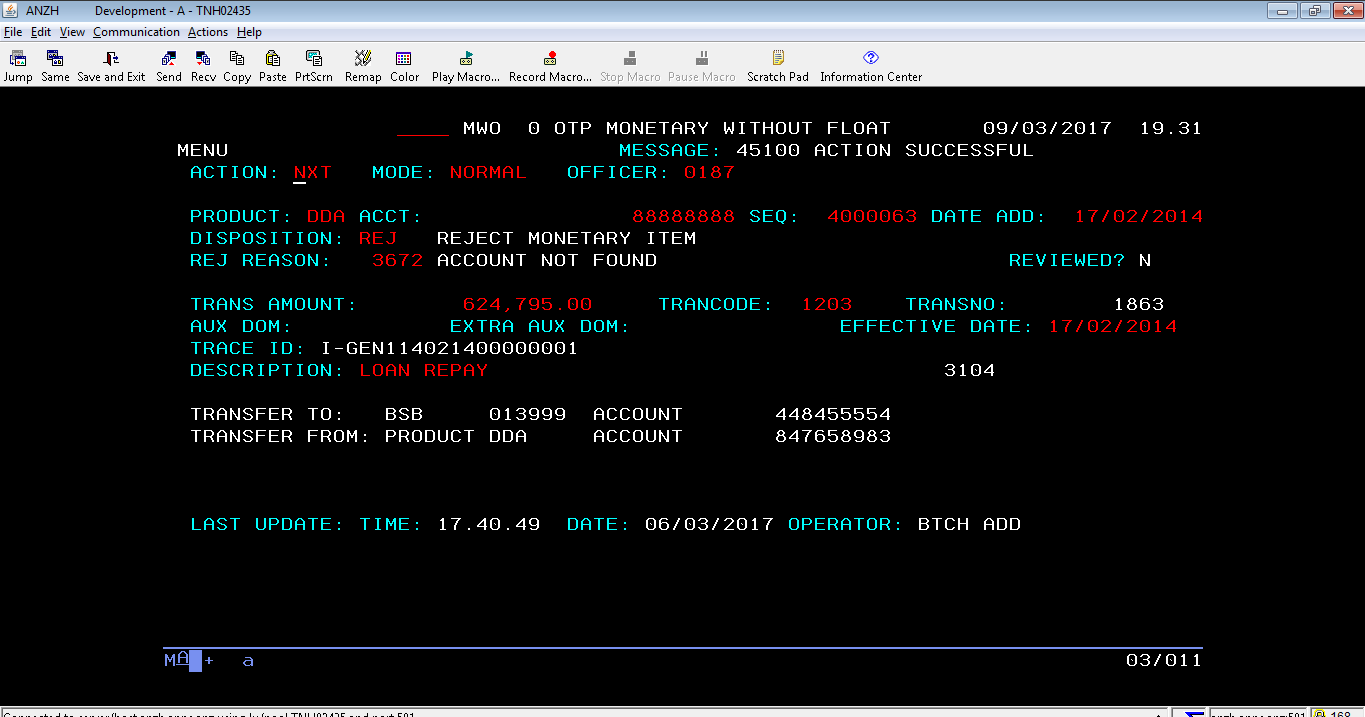 ANZH Development - A - TNH02435
File Edit View Communication Actions Help
Jump Same Save and Exit Send Recv Copy Paste PrtScrn Remap Color Play Macro... Record Macro... Stop Macro Pause Macro Scratch Pad Information Center
_____ MWO 0 OTP MONETARY WITHOUT FLOAT 09/03/2017 19.31
MENU MESSAGE: 45100 ACTION SUCCESSFUL
ACTION: NXT MODE: NORMAL OFFICER: 0187
PRODUCT: DDA ACCT: 88888888 SEQ: 4000063 DATE ADD: 17/02/2014
DISPOSITION: REJ REJECT MONETARY ITEM
REJ REASON: 3672 ACCOUNT NOT FOUND REVIEWED? N
TRANS AMOUNT: 624,795.00 TRANCODE: 1203 TRANSNO: 1863
AUX DOM: EXTRA AUX DOM: EFFECTIVE DATE: 17/02/2014
TRACE ID: I-GEN114021400000001
DESCRIPTION: LOAN REPAY 3104
TRANSFER TO: BSB 013999 ACCOUNT 448455554
TRANSFER FROM: PRODUCT DDA ACCOUNT 847658983
LAST UPDATE: TIME: 17.40.49 DATE: 06/03/2017 OPERATOR: BTCH ADD
MA + a 03/011